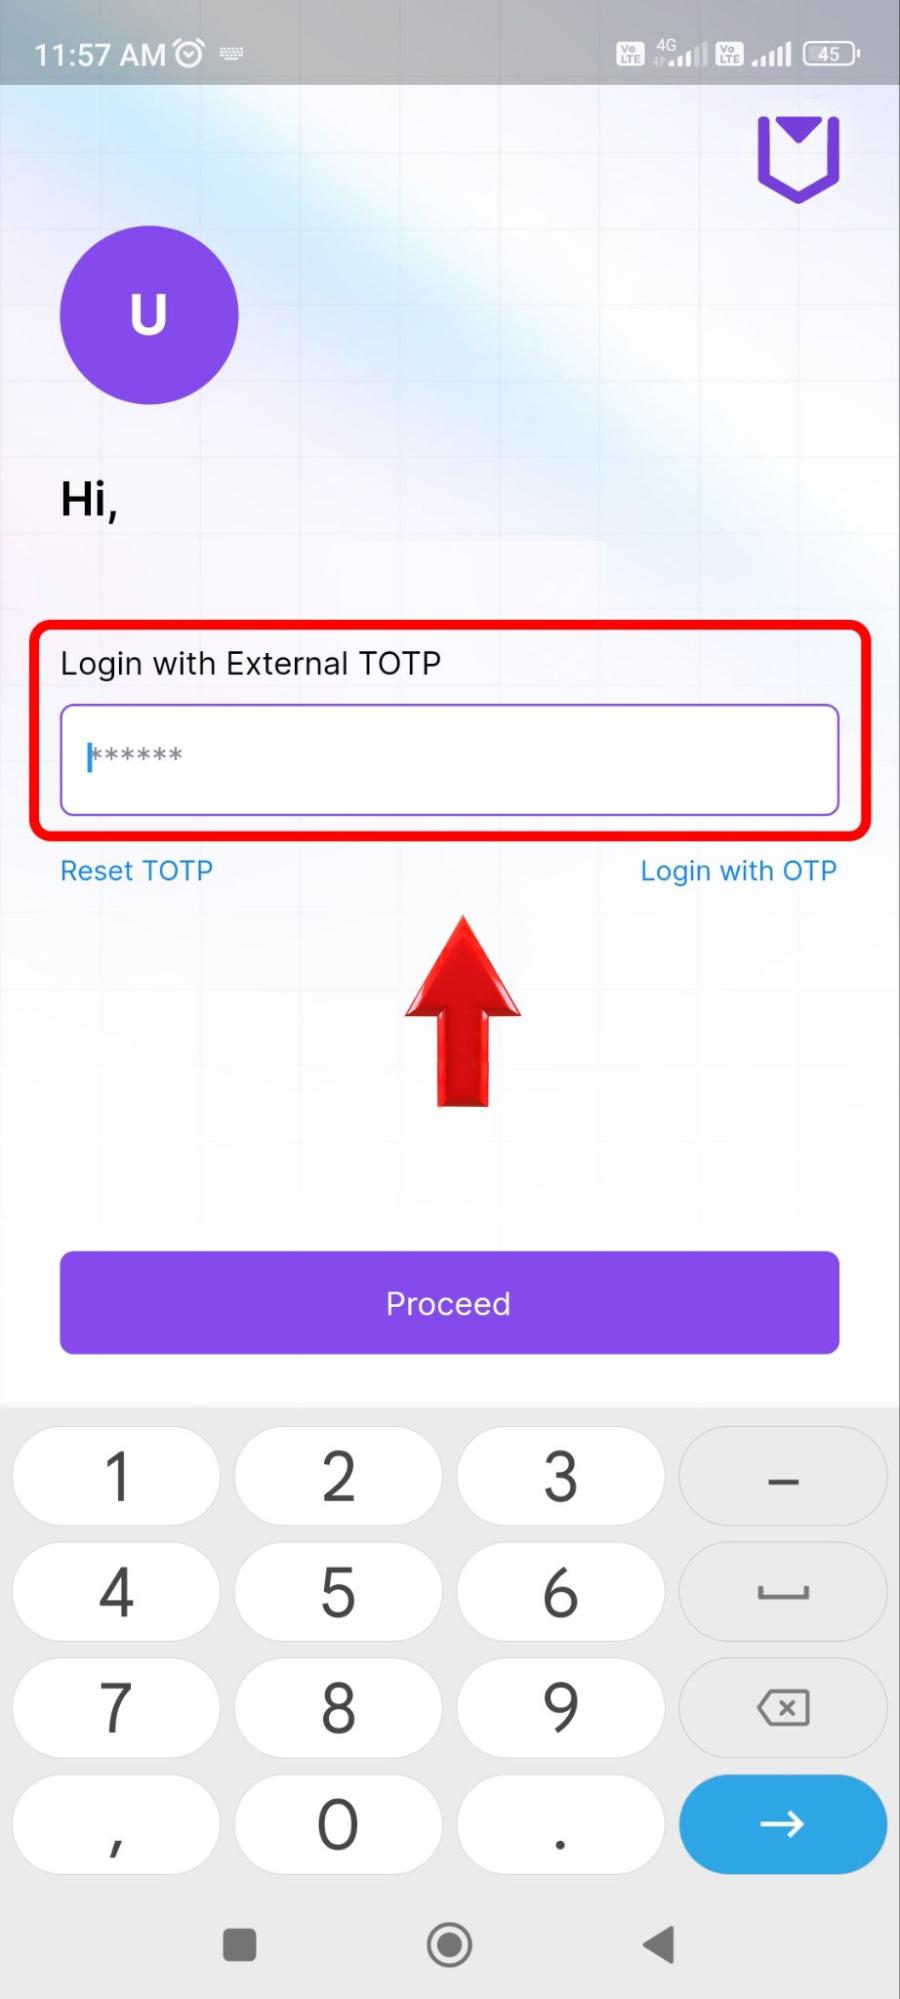 11:57 AM
Vo LTE 4G Vo LTE 45
U
Hi,
Login with External TOTP
******
Reset TOTP Login with OTP
Proceed
1 2 3 –
4 5 6
7 8 9
, 0 . →